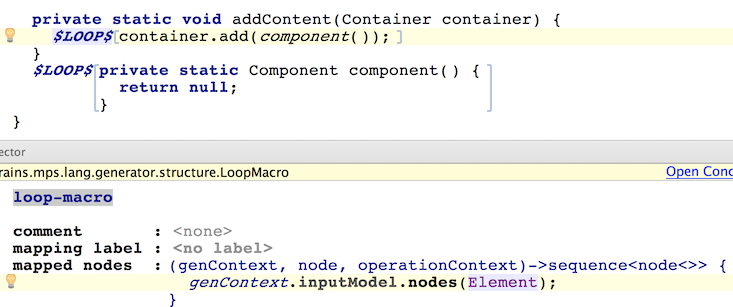 private static void addContent(Container container) {
$LOOP$[container.add(component()); ]
}
$LOOP$[private static Component component() {
return null;
}]
}
ector
rains.mps.lang.generator.structure.LoopMacro Open Conc
loop-macro
comment : <none>
mapping label : <no label>
mapped nodes : (genContext, node, operationContext)->sequence<node<>> {
genContext.inputModel.nodes(Element);
}